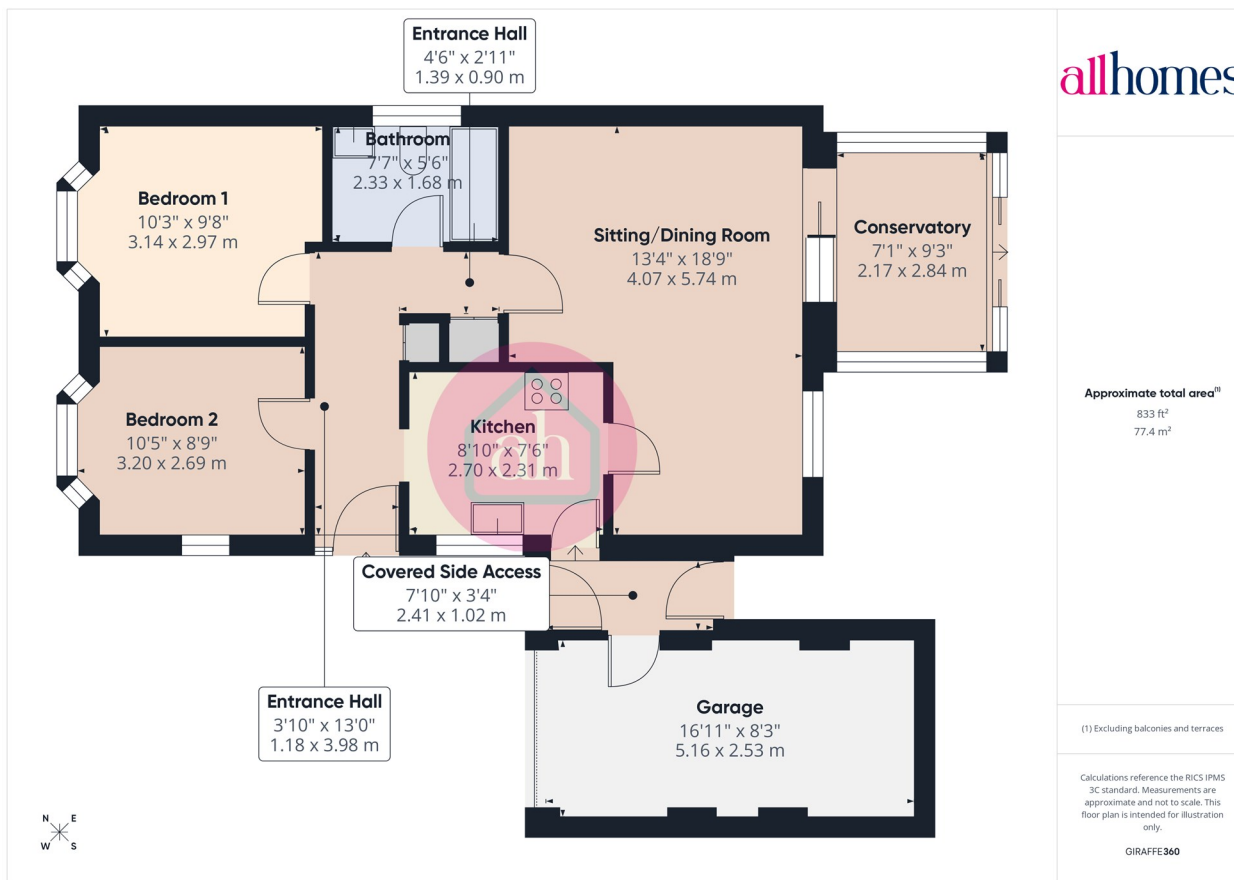 Entrance Hall
4'6" x 2'11"
1.39 x 0.90 m
Bathroom
7'7" x 5'6"
2.33 x 1.68 m
Bedroom 1
10'3" x 9'8"
3.14 x 2.97 m
Sitting/Dining Room
13'4" x 18'9"
4.07 x 5.74 m
Conservatory
7'1" x 9'3"
2.17 x 2.84 m
Bedroom 2
10'5" x 8'9"
3.20 x 2.69 m
Kitchen
8'10" x 7'6"
2.70 x 2.31 m
ah
Covered Side Access
7'10" x 3'4"
2.41 x 1.02 m
Entrance Hall
3'10" x 13'0"
1.18 x 3.98 m
Garage
16'11" x 8'3"
5.16 x 2.53 m
N E
W S
allhomes
Approximate total area(1)
833 ft²
77.4 m²
(1) Excluding balconies and terraces
Calculations reference the RICS IPMS
3C standard. Measurements are
approximate and not to scale. This
floor plan is intended for illustration
only.
GIRAFFE360